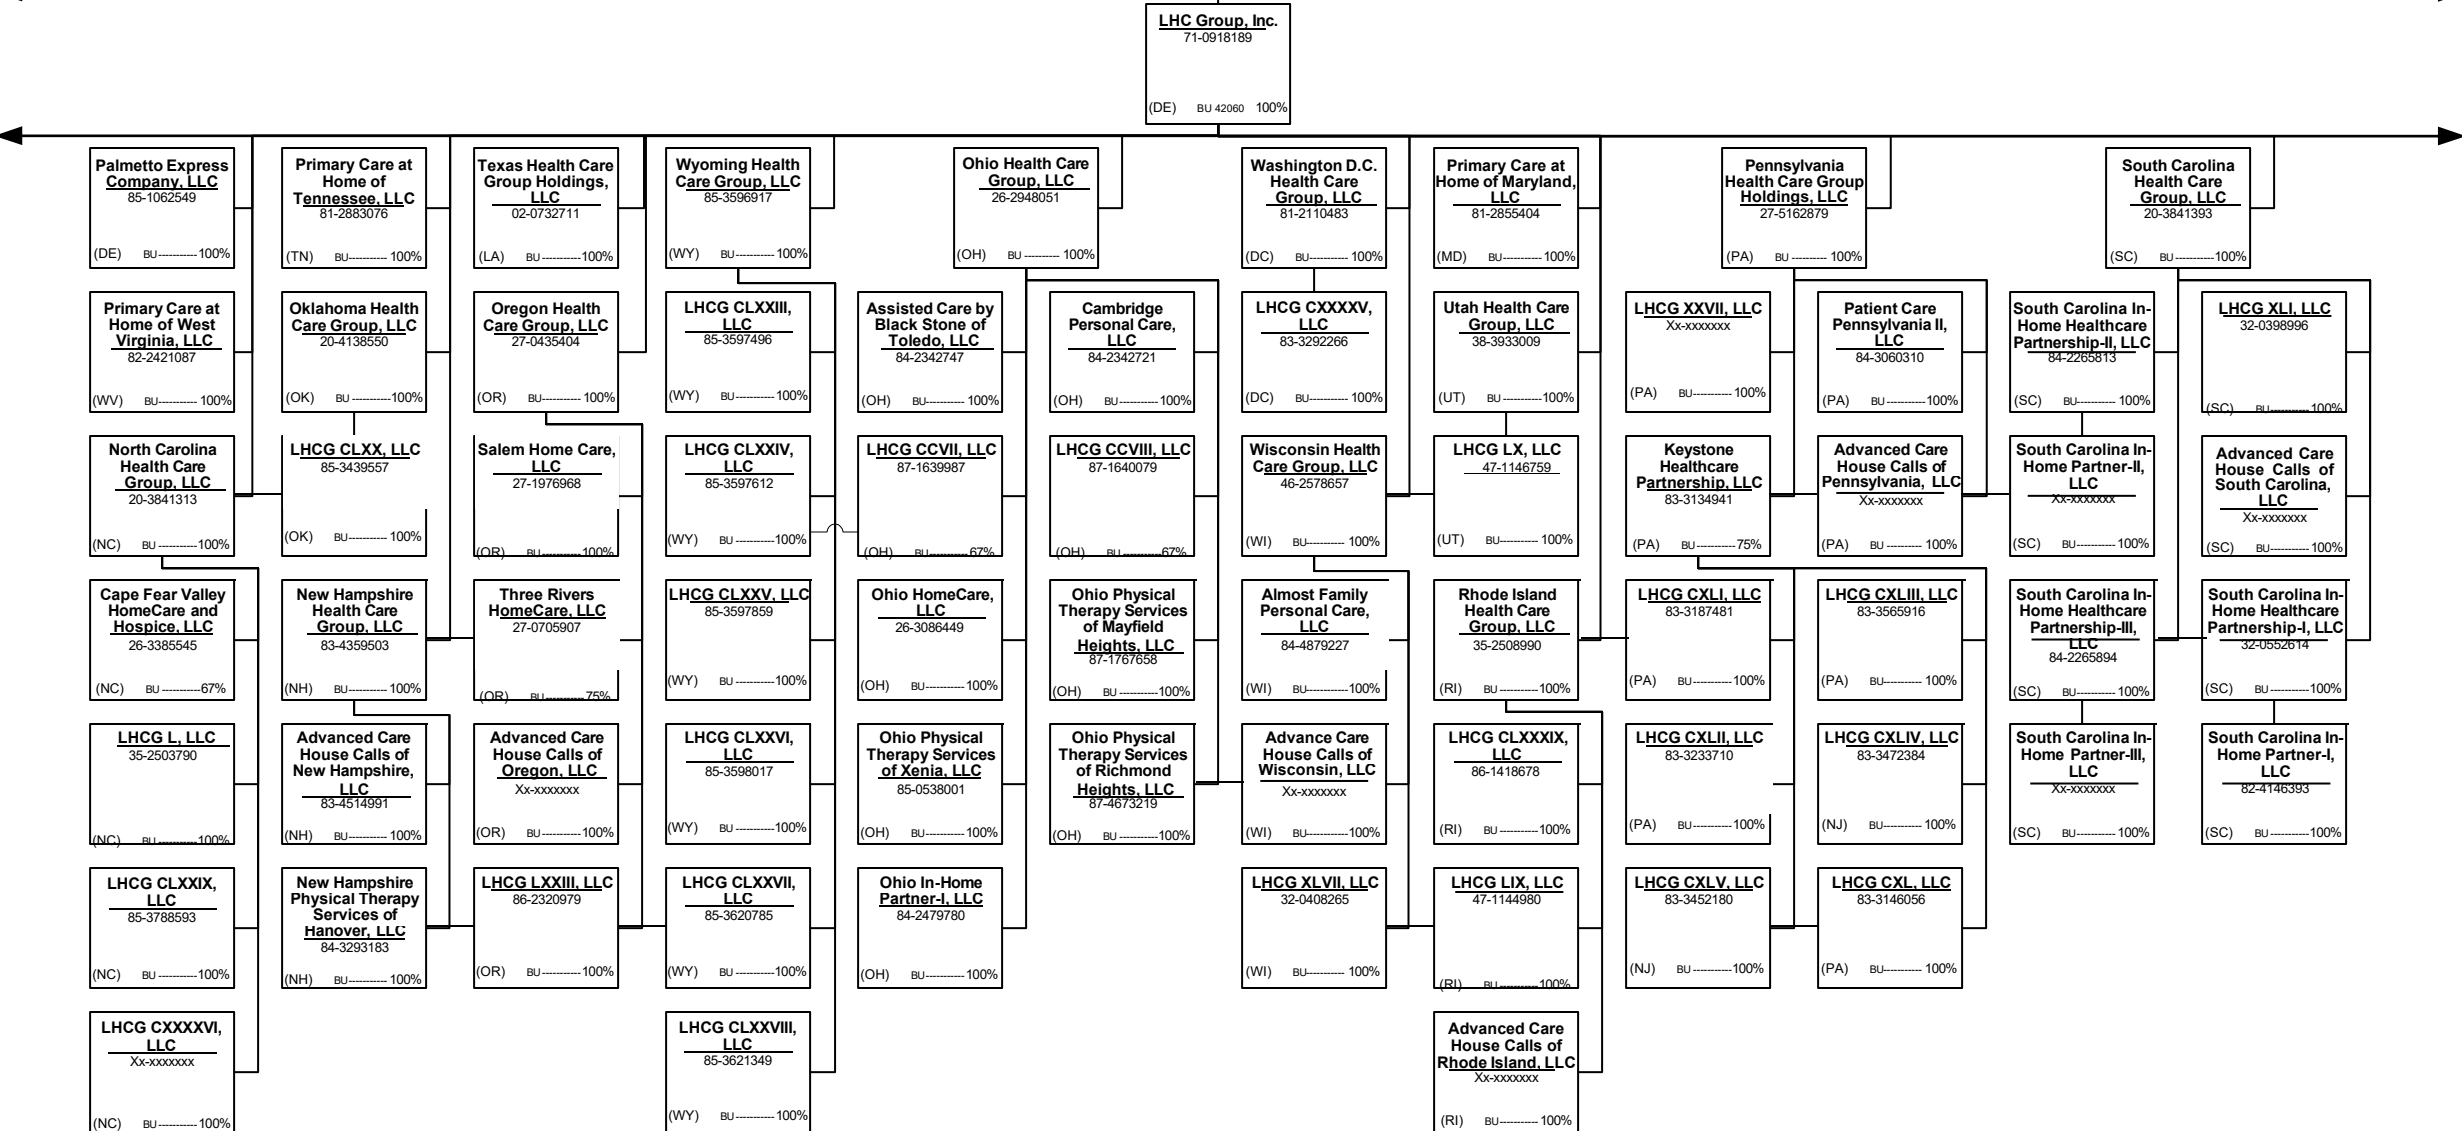 LHC Group, Inc.
71-0918189
(DE) BU 42060 100%
Palmetto Express
Company, LLC
85-1062549
(DE) BU-----------100%
Primary Care at
Home of
Tennessee, LLC
81-2883076
(TN) BU----------- 100%
Texas Health Care
Group Holdings,
LLC
02-0732711
(LA) BU-----------100%
Wyoming Health
Care Group, LLC
85-3596917
(WY) BU-----------100%
Ohio Health Care
Group, LLC
26-2948051
(OH) BU ---------- 100%
Washington D.C.
Health Care
Group, LLC
81-2110483
(DC) BU----------- 100%
Primary Care at
Home of Maryland,
LLC
81-2855404
(MD) BU-----------100%
Pennsylvania
Health Care Group
Holdings, LLC
27-5162879
(PA) BU ---------- 100%
South Carolina
Health Care
Group, LLC
20-3841393
(SC) BU -----------100%
Primary Care at
Home of West
Virginia, LLC
82-2421087
(WV) BU----------- 100%
Oklahoma Health
Care Group, LLC
20-4138550
(OK) BU -----------100%
Oregon Health
Care Group, LLC
27-0435404
(OR) BU----------- 100%
LHCG CLXXIII,
LLC
85-3597496
(WY) BU-----------100%
Assisted Care by
Black Stone of
Toledo, LLC
84-2342747
(OH) BU-----------100%
Cambridge
Personal Care,
LLC
84-2342721
(OH) BU-----------100%
LHCG CXXXXV,
LLC
83-3292266
(DC) BU----------- 100%
Utah Health Care
Group, LLC
38-3933009
(UT) BU -----------100%
LHCG XXVII, LLC
Xx-xxxxxxx
(PA) BU----------- 100%
Patient Care
Pennsylvania II,
LLC
84-3060310
(PA) BU -----------100%
South Carolina In-
Home Healthcare
Partnership-II, LLC
84-2265813
(SC) BU -----------100%
LHCG XLI, LLC
32-0398996
(SC) BU-----------100%
North Carolina
Health Care
Group, LLC
20-3841313
(NC) BU -----------100%
LHCG CLXX, LLC
85-3439557
(OK) BU----------- 100%
Salem Home Care,
LLC
27-1976968
(OR) BU-----------100%
LHCG CLXXIV,
LLC
85-3597612
(WY) BU -----------100%
LHCG CCVII, LLC
87-1639987
(OH) BU-----------67%
LHCG CCVIII, LLC
87-1640079
(OH) BU-----------67%
Wisconsin Health
Care Group, LLC
46-2578657
(WI) BU----------- 100%
LHCG LX, LLC
47-1146759
(UT) BU----------- 100%
Keystone
Healthcare
Partnership, LLC
83-3134941
(PA) BU -----------75%
Advanced Care
House Calls of
Pennsylvania, LLC
Xx-xxxxxxx
(PA) BU ---------- 100%
South Carolina In-
Home Partner-II,
LLC
Xx-xxxxxxx
(SC) BU----------- 100%
Advanced Care
House Calls of
South Carolina,
LLC
Xx-xxxxxxx
(SC) BU----------- 100%
Cape Fear Valley
HomeCare and
Hospice, LLC
26-3385545
(NC) BU -----------67%
New Hampshire
Health Care
Group, LLC
83-4359503
(NH) BU----------- 100%
Three Rivers
HomeCare, LLC
27-0705907
(OR) BU-----------75%
LHCG CLXXV, LLC
85-3597859
(WY) BU -----------100%
Ohio HomeCare,
LLC
26-3086449
(OH) BU-----------100%
Ohio Physical
Therapy Services
of Mayfield
Heights, LLC
87-1767658
(OH) BU -----------100%
Almost Family
Personal Care,
LLC
84-4879227
(WI) BU-----------100%
Rhode Island
Health Care
Group, LLC
35-2508990
(RI) BU -----------100%
LHCG CXLI, LLC
83-3187481
(PA) BU-----------100%
LHCG CXLIII, LLC
83-3565916
(PA) BU-----------100%
South Carolina In-
Home Healthcare
Partnership-III,
LLC
84-2265894
(SC) BU -----------100%
South Carolina In-
Home Healthcare
Partnership-I, LLC
32-0552614
(SC) BU -----------100%
LHCG L, LLC
35-2503790
(NC) BU-----------100%
Advanced Care
House Calls of
New Hampshire,
LLC
83-4514991
(NH) BU----------- 100%
Advanced Care
House Calls of
Oregon, LLC
Xx-xxxxxxx
(OR) BU----------- 100%
LHCG CLXXVI,
LLC
85-3598017
(WY) BU -----------100%
Ohio Physical
Therapy Services
of Xenia, LLC
85-0538001
(OH) BU-----------100%
Ohio Physical
Therapy Services
of Richmond
Heights, LLC
87-4673219
(OH) BU-----------100%
Advance Care
House Calls of
Wisconsin, LLC
Xx-xxxxxxx
(WI) BU----------- 100%
LHCG CLXXXIX,
LLC
86-1418678
(RI) BU -----------100%
LHCG CXLII, LLC
83-3233710
(PA) BU-----------100%
LHCG CXLIV, LLC
83-3472384
(NJ) BU----------- 100%
South Carolina In-
Home Partner-III,
LLC
Xx-xxxxxxx
(SC) BU----------- 100%
South Carolina In-
Home Partner-I,
LLC
82-4146393
(SC) BU----------- 100%
LHCG CLXXIX,
LLC
85-3788593
(NC) BU -----------100%
New Hampshire
Physical Therapy
Services of
Hanover, LLC
84-3293183
(NH) BU----------- 100%
LHCG LXXIII, LLC
86-2320979
(OR) BU-----------100%
LHCG CLXXVII,
LLC
85-3620785
(WY) BU----------- 100%
Ohio In-Home
Partner-I, LLC
84-2479780
(OH) BU-----------100%
LHCG XLVII, LLC
32-0408265
(WI) BU----------- 100%
LHCG LIX, LLC
47-1144980
(RI) BU-----------100%
LHCG CXLV, LLC
83-3452180
(NJ) BU -----------100%
LHCG CXL, LLC
83-3146056
(PA) BU----------- 100%
LHCG CXXXXVI,
LLC
Xx-xxxxxxx
(NC) BU----------- 100%
LHCG CLXXVIII,
LLC
85-3621349
(WY) BU -----------100%
Advanced Care
House Calls of
Rhode Island, LLC
Xx-xxxxxxx
(RI) BU -----------100%